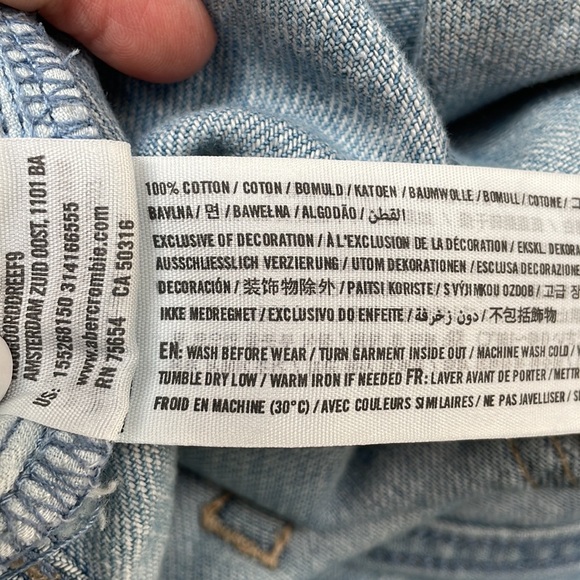 AMSTERDAM ZUID OOST, 1101 BA
US: 155268150 314166555
www.abercrombie.com
RN 76654 CA 50316
100% COTTON / COTON / BOMULD / KATOEN / BAUMWOLLE / BOMULL / COTONE /
BAVLNA / 면 / BAWEŁNA / ALGODÃO / القطن
EXCLUSIVE OF DECORATION / À L'EXCLUSION DE LA DÉCORATION / EKSKL. DEKORA
AUSSCHLIESSLICH VERZIERUNG / UTOM DEKORATIONEN / ESCLUSA DECORAZIONE
DECORACIÓN / 装饰物除外 / PAITSI KORISTE / S VÝJIMKOU OZDOB / 고급 장
IKKE MEDREGNET / EXCLUSIVO DO ENFEITE / دون زخرفة / 不包括飾物
EN: WASH BEFORE WEAR / TURN GARMENT INSIDE OUT / MACHINE WASH COLD /
TUMBLE DRY LOW / WARM IRON IF NEEDED FR: LAVER AVANT DE PORTER / METTR
FROID EN MACHINE (30°C) / AVEC COULEURS SIMILAIRES / NE PAS JAVELLISER /